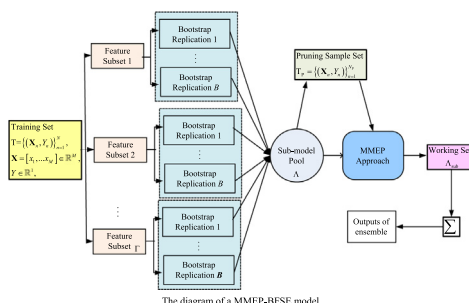 Feature
Subset 1
Bootstrap
Replication 1
⋮
Bootstrap
Replication B
Training Set
T={(X_n, Y_n)}_{n=1}^N,
X=[x_1,...x_M]∈ℝ^M,
Y∈ℝ^1,
Feature
Subset 2
Bootstrap
Replication 1
⋮
Bootstrap
Replication B
⋮
Feature
Subset Γ
Bootstrap
Replication 1
⋮
Bootstrap
Replication B
Sub-model
Pool
Λ
Pruning Sample Set
T_P={(X_n, Y_n)}_{n=1}^{N_P}
MMEP
Approach
Working Set
Λ_sub
Σ
Outputs of
ensemble
The diagram of a MMEP-BFSE model